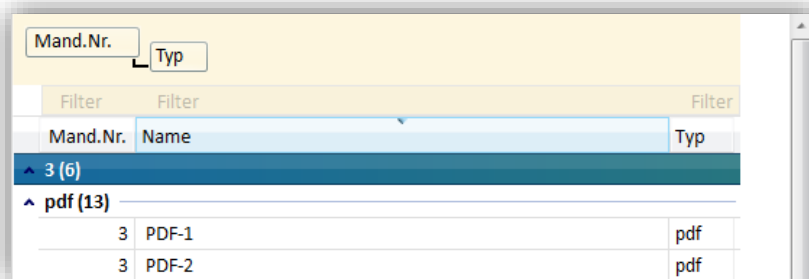 Mand.Nr.
Typ
Filter Filter Filter
Mand.Nr. Name Typ
3 (6)
pdf (13)
3 PDF-1 pdf
3 PDF-2 pdf